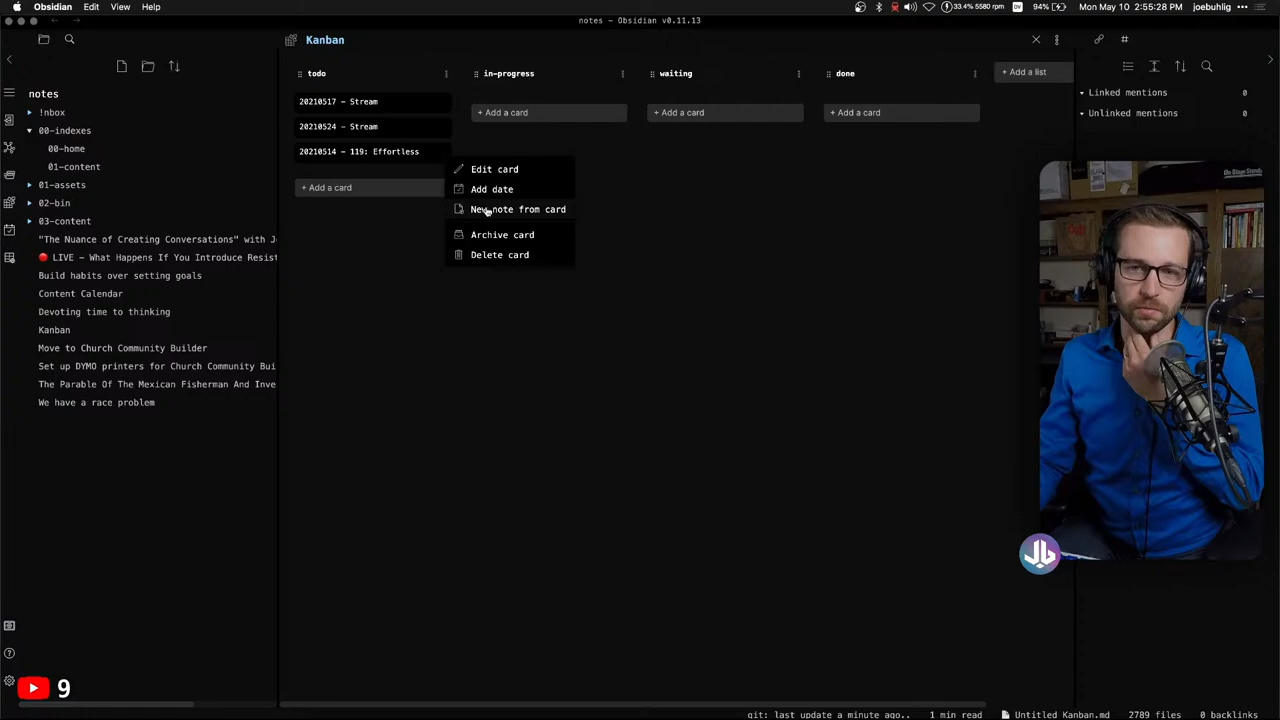 Obsidian Edit View Help
33.4% 5580 rpm DV 94% Mon May 10 2:55:28 PM joebuhlig
notes – Obsidian v0.11.13
Kanban
notes
!nbox
00-indexes
00-home
01-content
01-assets
02-bin
03-content
"The Nuance of Creating Conversations" with J
🔴 LIVE – What Happens If You Introduce Resist
Build habits over setting goals
Content Calendar
Devoting time to thinking
Kanban
Move to Church Community Builder
Set up DYMO printers for Church Community Bui
The Parable Of The Mexican Fisherman And Inve
We have a race problem
todo
20210517 – Stream
20210524 – Stream
20210514 – 119: Effortless
+ Add a card
Edit card
Add date
New note from card
Archive card
Delete card
in-progress
+ Add a card
waiting
+ Add a card
done
+ Add a card
+ Add a list
Linked mentions 0
Unlinked mentions 0
On Stage Stands
Jb
9
git: last update a minute ago.. 1 min read Untitled Kanban.md 2789 files 0 backlinks